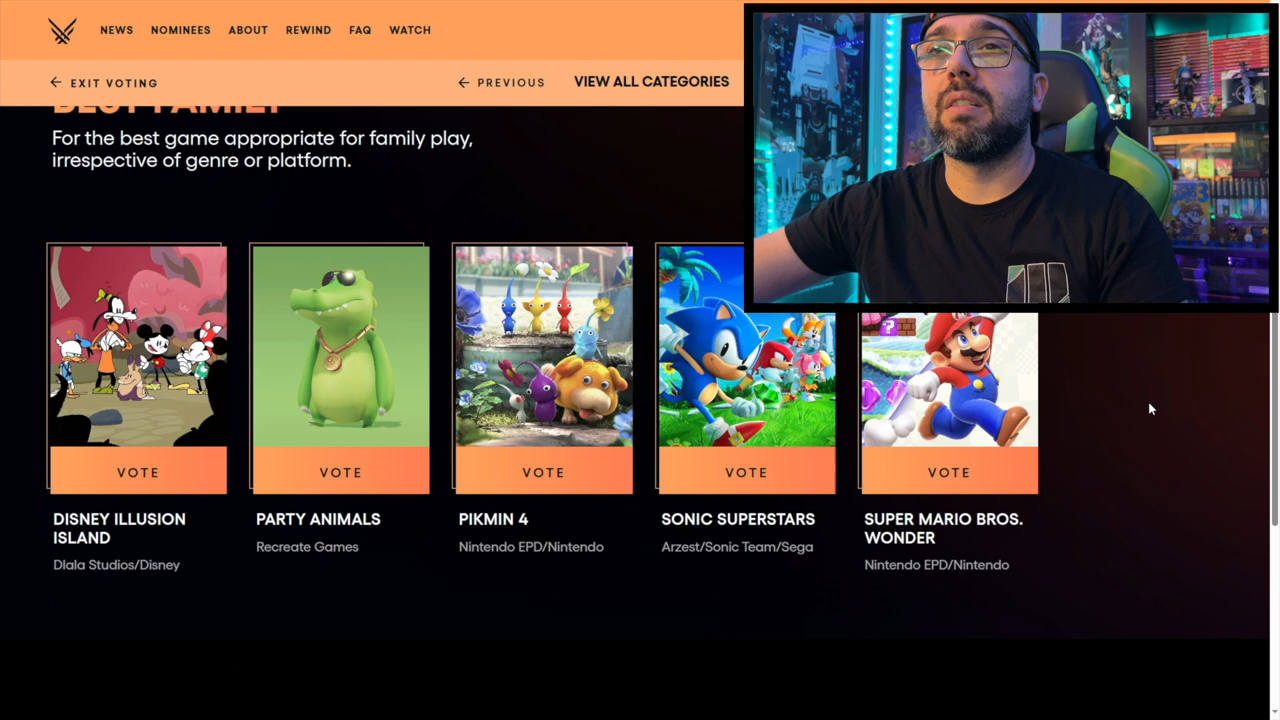 NEWS NOMINEES ABOUT REWIND FAQ WATCH
← EXIT VOTING
← PREVIOUS
VIEW ALL CATEGORIES
BEST FAMILY
For the best game appropriate for family play,
irrespective of genre or platform.
?
VOTE
VOTE
VOTE
VOTE
VOTE
DISNEY ILLUSION
ISLAND
Dlala Studios/Disney
PARTY ANIMALS
Recreate Games
PIKMIN 4
Nintendo EPD/Nintendo
SONIC SUPERSTARS
Arzest/Sonic Team/Sega
SUPER MARIO BROS.
WONDER
Nintendo EPD/Nintendo